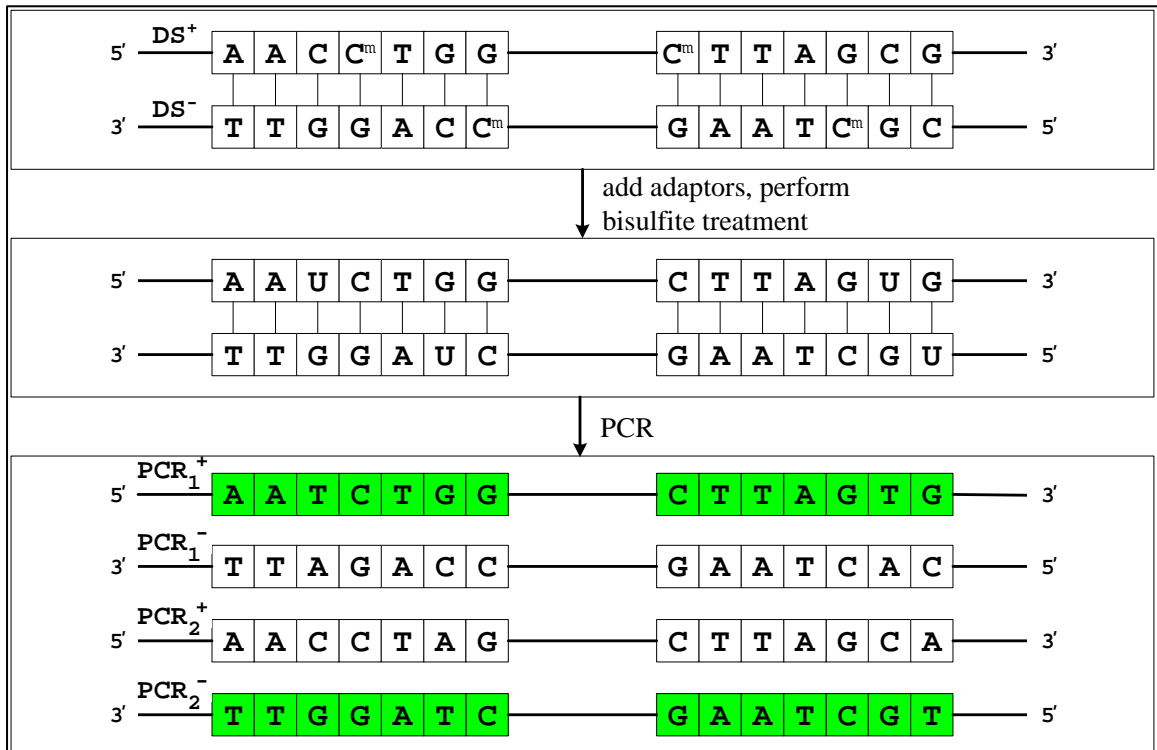 DS⁺
5′ A A C Cᵐ T G G Cᵐ T T A G C G 3′
DS⁻
3′ T T G G A C Cᵐ G A A T Cᵐ G C 5′
add adaptors, perform
bisulfite treatment
5′ A A U C T G G C T T A G U G 3′
3′ T T G G A U C G A A T C G U 5′
PCR
PCR₁⁺
5′ A A T C T G G C T T A G T G 3′
PCR₁⁻
3′ T T A G A C C G A A T C A C 5′
PCR₂⁺
5′ A A C C T A G C T T A G C A 3′
PCR₂⁻
3′ T T G G A T C G A A T C G T 5′